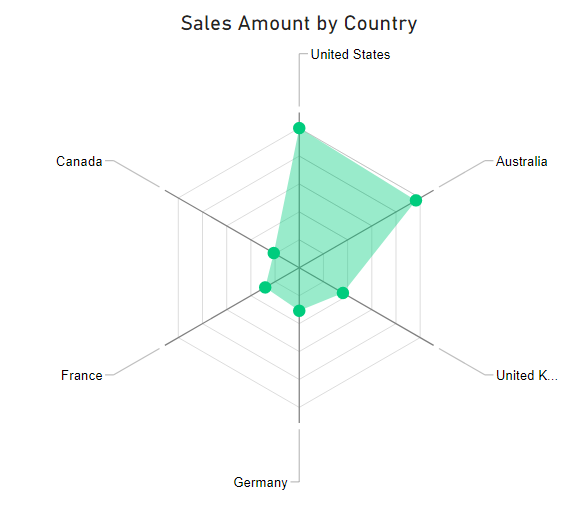 Sales Amount by Country
United States
Canada
Australia
France
United K...
Germany